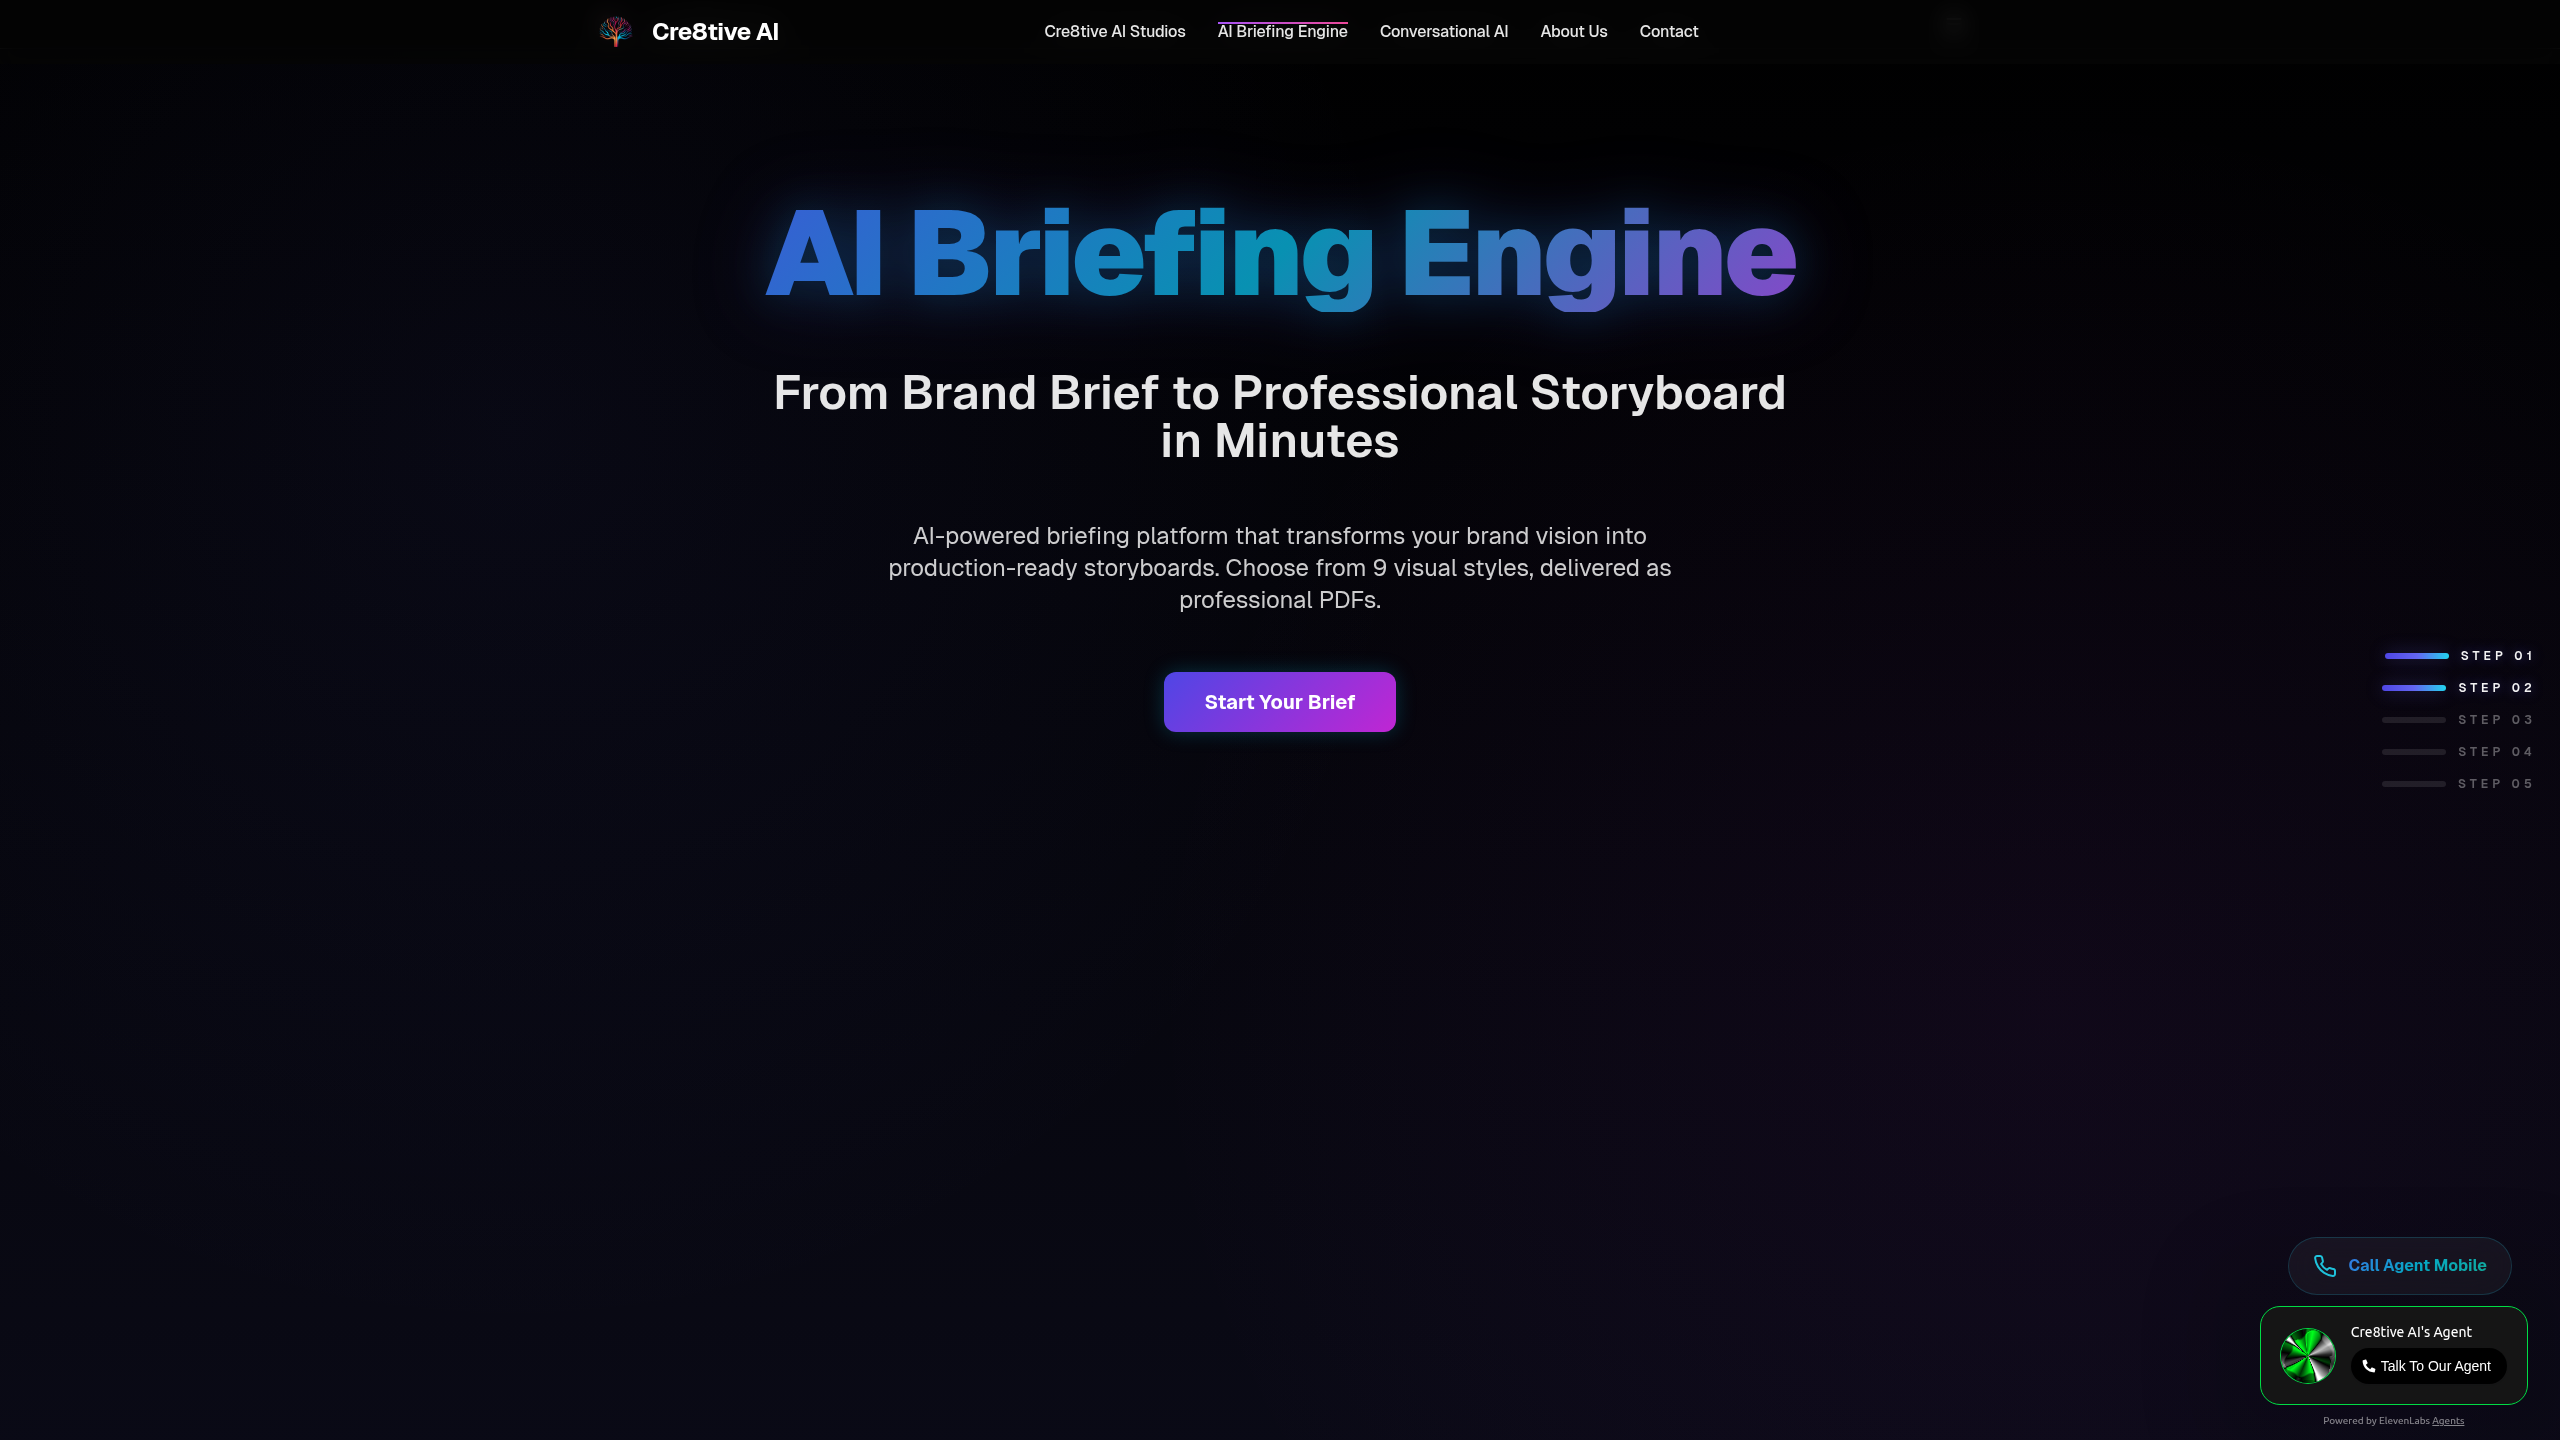 Cre8tive AI
Cre8tive AI Studios
AI Briefing Engine
Conversational AI
About Us
Contact
AI Briefing Engine
From Brand Brief to Professional Storyboard
in Minutes
AI-powered briefing platform that transforms your brand vision into
production-ready storyboards. Choose from 9 visual styles, delivered as
professional PDFs.
Start Your Brief
STEP 01
STEP 02
STEP 03
STEP 04
STEP 05
Call Agent Mobile
Cre8tive AI's Agent
Talk To Our Agent
Powered by ElevenLabs Agents